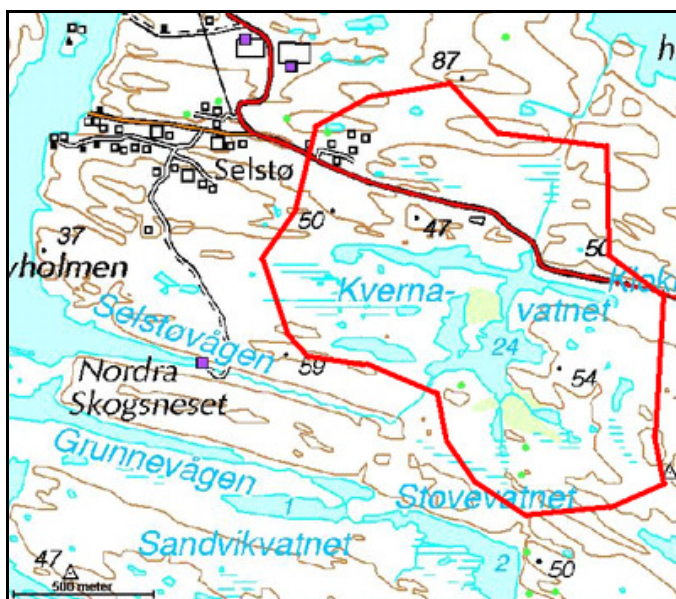 87
Selstø
50
47
50
37
Kverna-
vatnet
Selstøvågen
59
24
Nordra
Skogsneset
54
Grunnevågen
Stovevatnet
1
Sandvikvatnet
2
50
47
500 meter